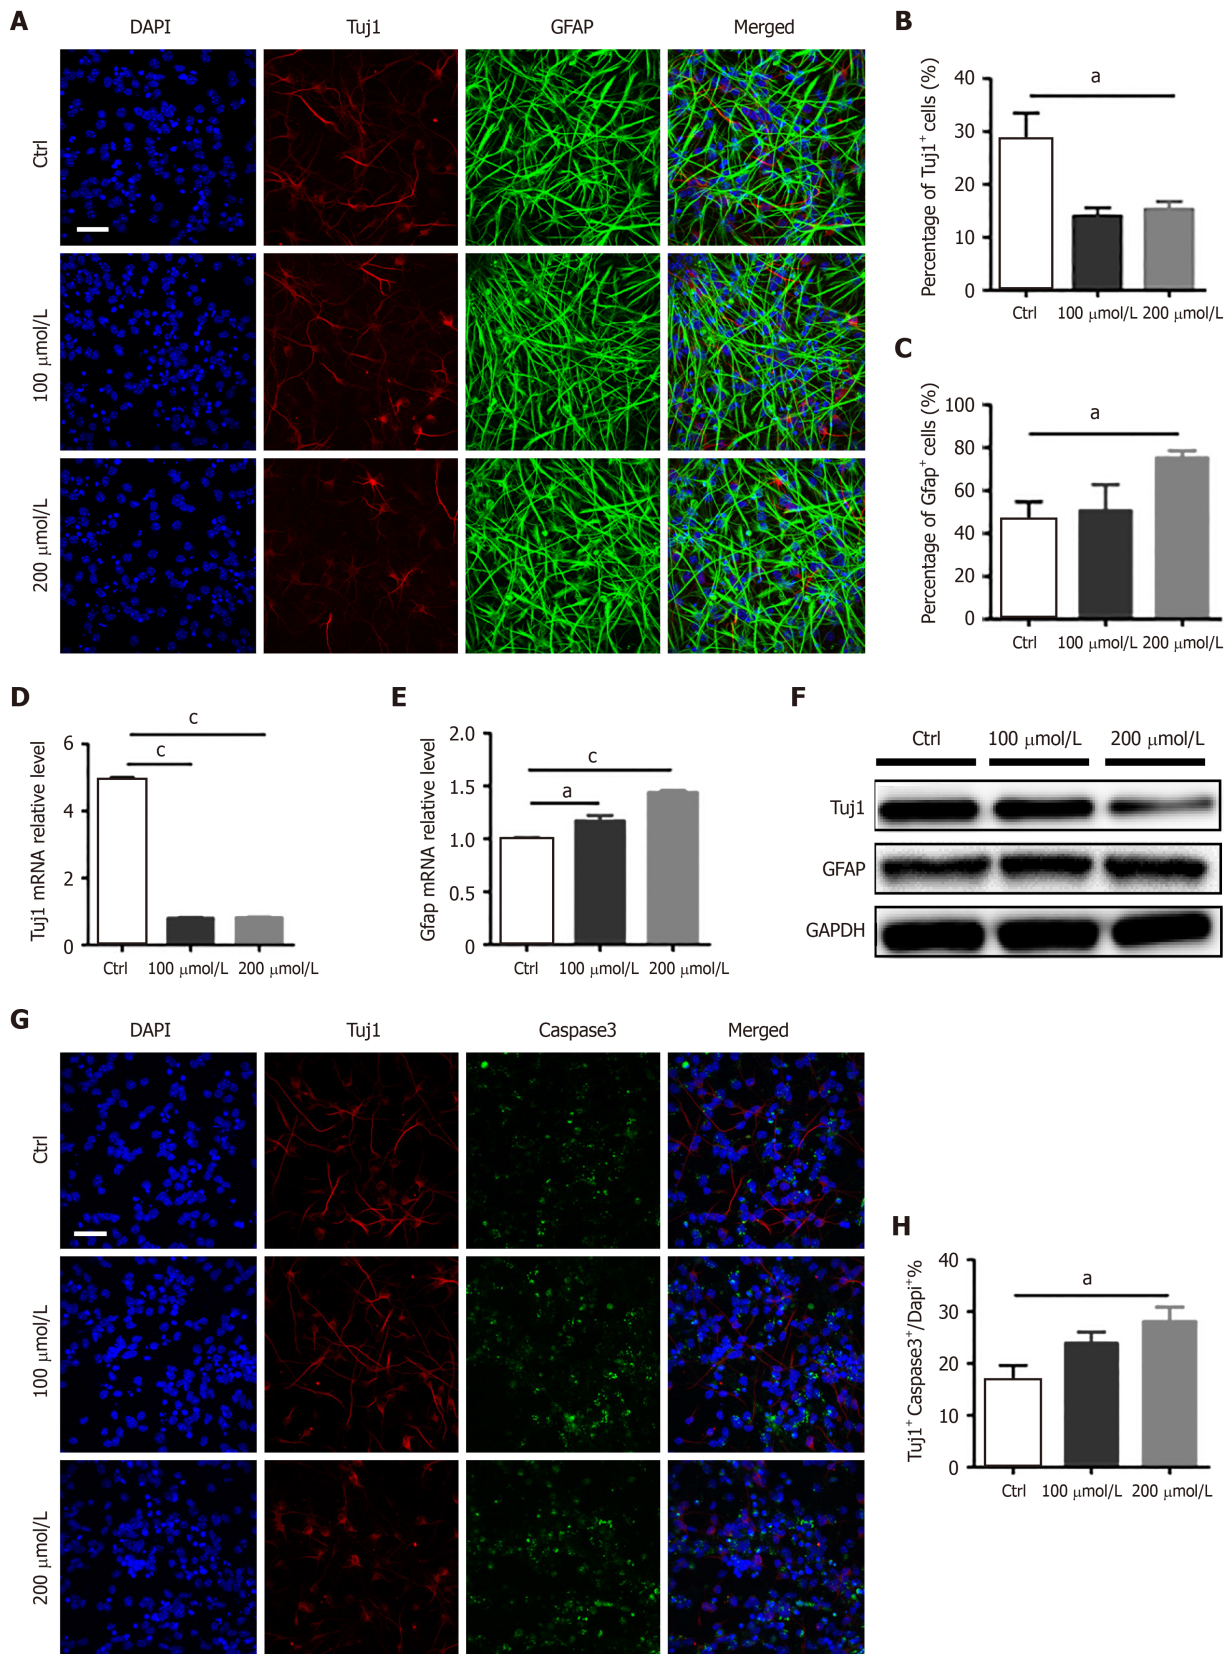 A
DAPI Tuj1 GFAP Merged
Ctrl
100 μmol/L
200 μmol/L
B
Percentage of Tuj1⁺ cells (%)
40
30
20
10
0
a
Ctrl 100 μmol/L 200 μmol/L
C
Percentage of Gfap⁺ cells (%)
100
80
60
40
20
0
a
Ctrl 100 μmol/L 200 μmol/L
D
Tuj1 mRNA relative level
6
4
2
0
c
c
Ctrl 100 μmol/L 200 μmol/L
E
Gfap mRNA relative level
2.0
1.5
1.0
0.5
0
c
a
Ctrl 100 μmol/L 200 μmol/L
F
Ctrl 100 μmol/L 200 μmol/L
Tuj1
GFAP
GAPDH
G
DAPI Tuj1 Caspase3 Merged
Ctrl
100 μmol/L
200 μmol/L
H
Tuj1⁺ Caspase3⁺/Dapi⁺%
40
30
20
10
0
a
Ctrl 100 μmol/L 200 μmol/L